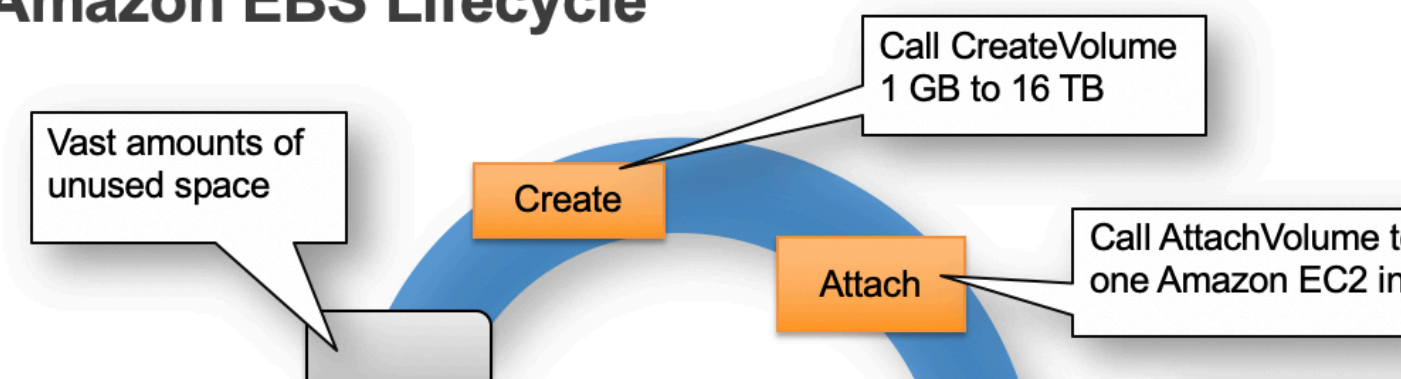 Amazon EBS Lifecycle
Call CreateVolume
1 GB to 16 TB
Vast amounts of
unused space
Create
Call AttachVolume
one Amazon EC2
Attach